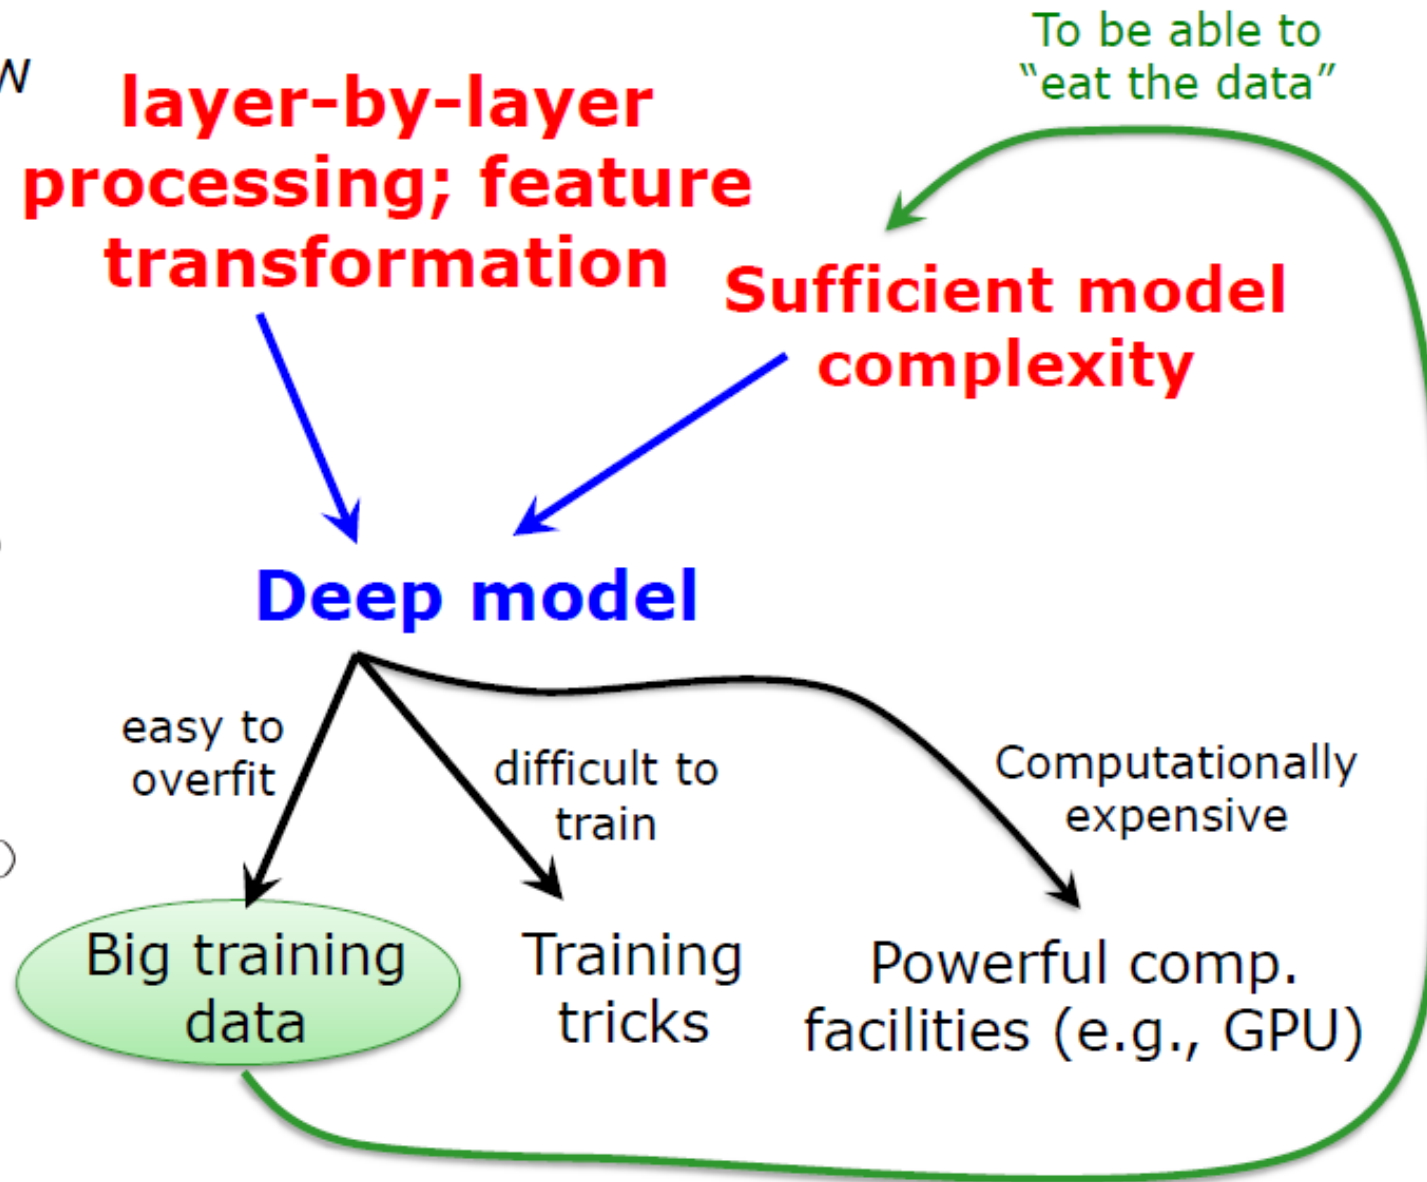 To be able to
“eat the data”
w
layer-by-layer
processing; feature
transformation
Sufficient model
complexity
Deep model
easy to
overfit
difficult to
train
Computationally
expensive
)
Big training
data
Training
tricks
Powerful comp.
facilities (e.g., GPU)